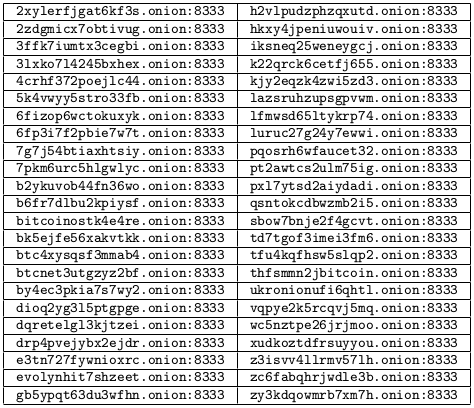 2xylerfjgat6kf3s.onion:8333 h2vlpudzphzqxutd.onion:8333
2zdgmicx7obtivug.onion:8333 hkxy4jpeniuwouiv.onion:8333
3ffk7iumtx3cegbi.onion:8333 iksneq25weneygcj.onion:8333
3lxko7l4245bxhex.onion:8333 k22qrck6cetfj655.onion:8333
4crhf372poejlc44.onion:8333 kjy2eqzk4zwi5zd3.onion:8333
5k4vwyy5stro33fb.onion:8333 lazsruhzupsgpvwm.onion:8333
6fizop6wctokuxyk.onion:8333 lfmwsd65ltykrp74.onion:8333
6fp3i7f2pbie7w7t.onion:8333 luruc27g24y7ewwi.onion:8333
7g7j54btiaxhtsiy.onion:8333 pqosrh6wfaucet32.onion:8333
7pkm6urc5hlgwlyc.onion:8333 pt2awtcs2ulm75ig.onion:8333
b2ykuvob44fn36wo.onion:8333 pxl7ytsd2aiydadi.onion:8333
b6fr7dlbu2kpiysf.onion:8333 qsntokcdbwzmb2i5.onion:8333
bitcoinostk4e4re.onion:8333 sbow7bnje2f4gcvt.onion:8333
bk5ejfe56xakvtkk.onion:8333 td7tgof3imei3fm6.onion:8333
btc4xysqsf3mmab4.onion:8333 tfu4kqfhsw5slqp2.onion:8333
btcnet3utgzyz2bf.onion:8333 thfsmmn2jbitcoin.onion:8333
by4ec3pkia7s7wy2.onion:8333 ukronionufi6qhtl.onion:8333
dioq2yg3l5ptgpge.onion:8333 vqpye2k5rcqvj5mq.onion:8333
dqretelgl3kjtzei.onion:8333 wc5nztpe26jrjmoo.onion:8333
drp4pvejybx2ejdr.onion:8333 xudkoztdfrsuyyou.onion:8333
e3tn727fywnioxrc.onion:8333 z3isvv4llrmv57lh.onion:8333
evolynhit7shzeet.onion:8333 zc6fabqhrjwdle3b.onion:8333
gb5ypqt63du3wfhn.onion:8333 zy3kdqowmrb7xm7h.onion:8333